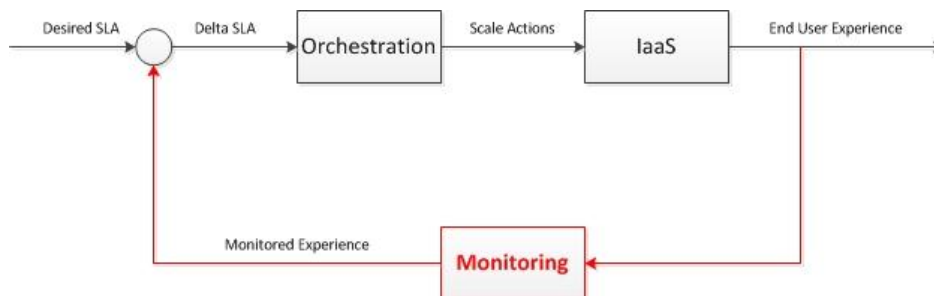 Desired SLA
Delta SLA
Orchestration
Scale Actions
IaaS
End User Experience
Monitored Experience
Monitoring